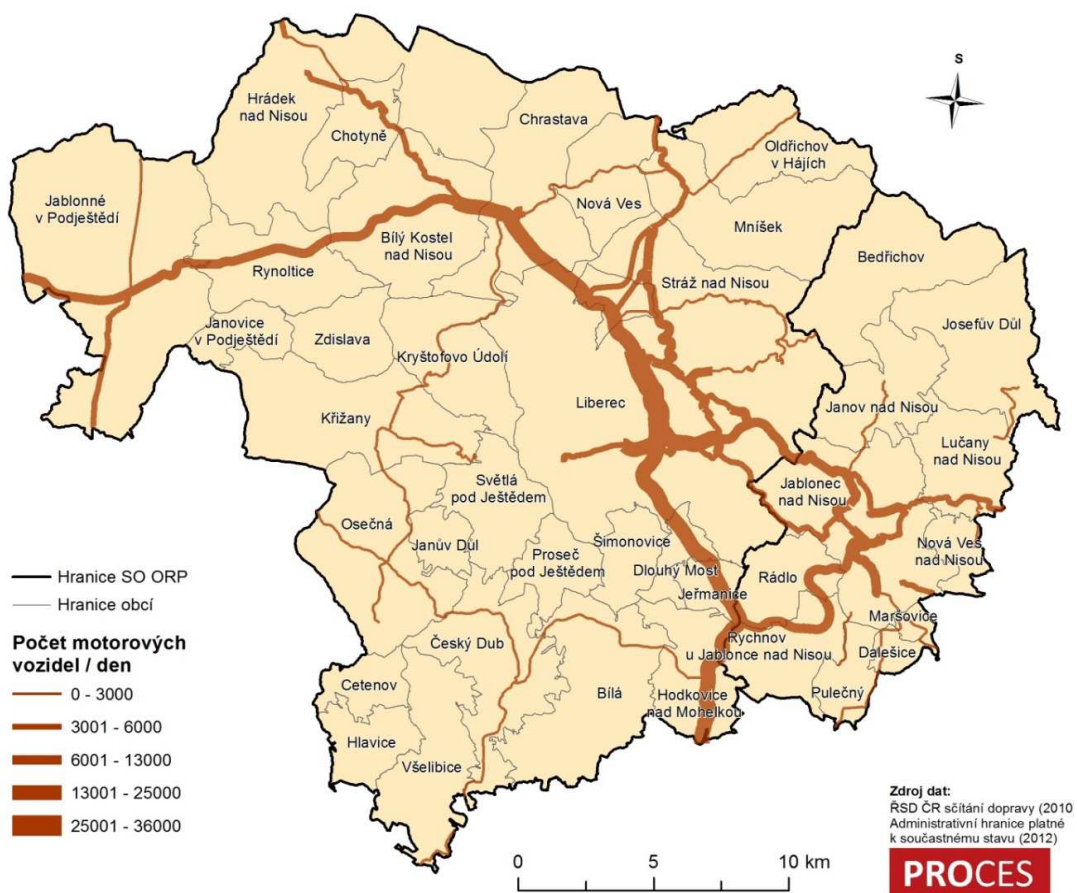 S
Hrádek
nad Nisou
Chotyně
Chrastava
Oldřichov
v Hájích
Jablonné
v Podještědí
Nová Ves
Mníšek
Bílý Kostel
nad Nisou
Bedřichov
Rynoltice
Stráž nad Nisou
Janovice
v Podještědí
Zdislava
Josefův Důl
Kryštofovo Údolí
Liberec
Janov nad Nisou
Křižany
Lučany
nad Nisou
Světlá
pod Ještědem
Jablonec
nad Nisou
Osečná
Janův Důl
Proseč
pod Ještědem
Šimonovice
Nová Ves
nad Nisou
Dlouhý Most
Rádlo
Jeřmanice
Maršovice
Rychnov
u Jablonce nad Nisou
Dalešice
Český Dub
Pulečný
Cetenov
Bílá
Hodkovice
nad Mohelkou
Hlavice
Všelibice
Hranice SO ORP
Hranice obcí
Počet motorových
vozidel / den
0 - 3000
3001 - 6000
6001 - 13000
13001 - 25000
25001 - 36000
0 5 10 km
Zdroj dat:
ŘSD ČR sčítání dopravy (2010)
Administrativní hranice platné
k součastnému stavu (2012)
PROCES